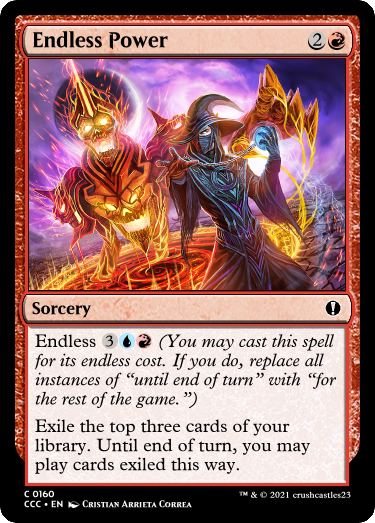 Endless Power 2
Sorcery
Endless 3 (You may cast this spell
for its endless cost. If you do, replace all
instances of “until end of turn” with “for
the rest of the game.”)
Exile the top three cards of your
library. Until end of turn, you may
play cards exiled this way.
C 0160
CCC • EN Cristian Arrieta Correa
™ & © 2021 crushcastles23